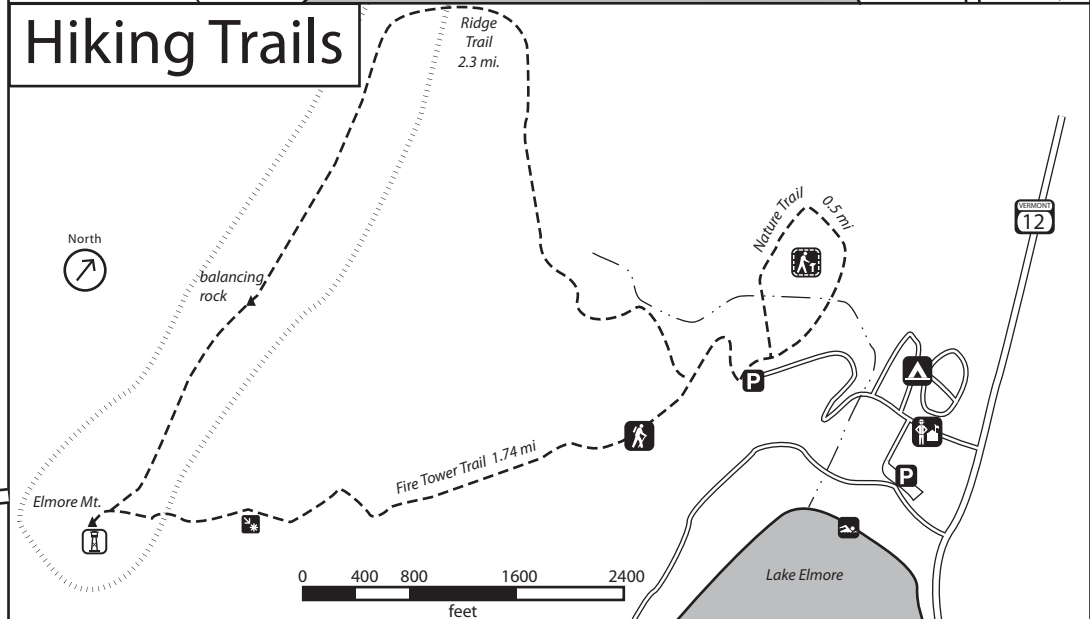 Hiking Trails
Ridge
Trail
2.3 mi.
Nature Trail
0.5 mi
VERMONT
12
North
balancing
rock
P
Fire Tower Trail 1.74 mi
P
Elmore Mt.
Lake Elmore
0 400 800 1600 2400
feet